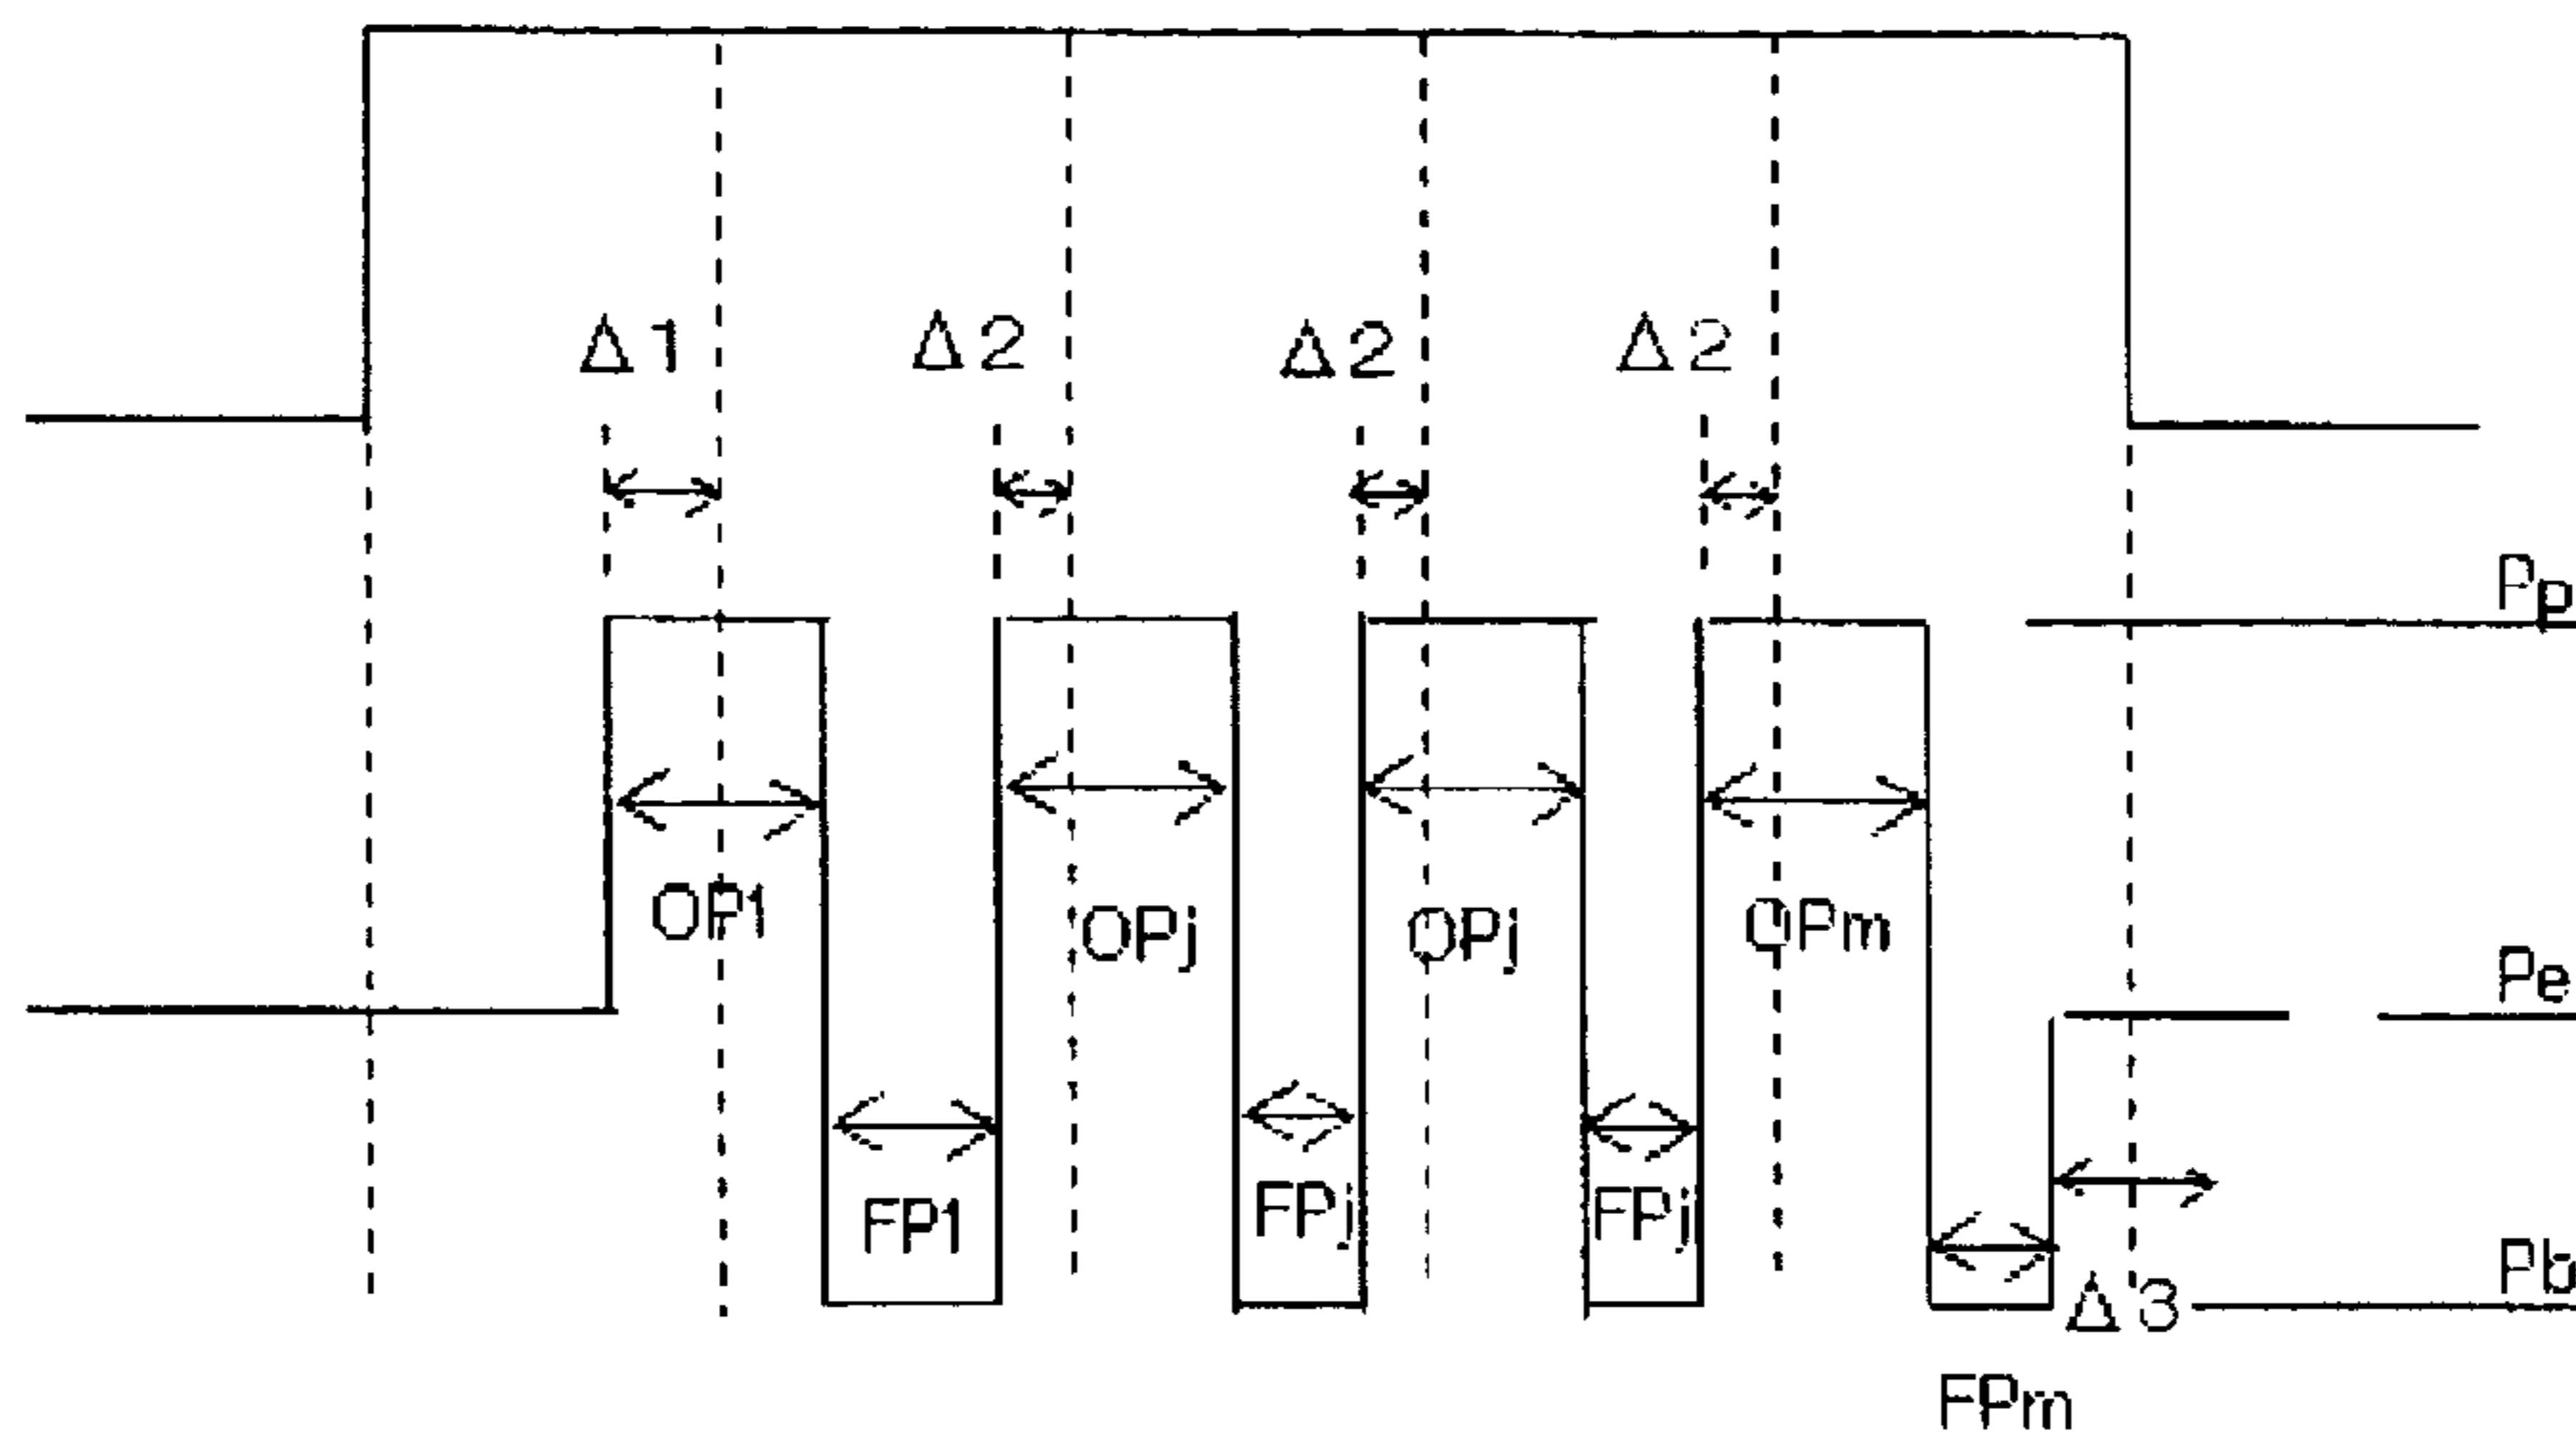 Δ1 Δ2 Δ2 Δ2
Pp
OP1 OPj OPj OPm
Pe
FP1 FPj FPj
Pb
Δ3
FPm